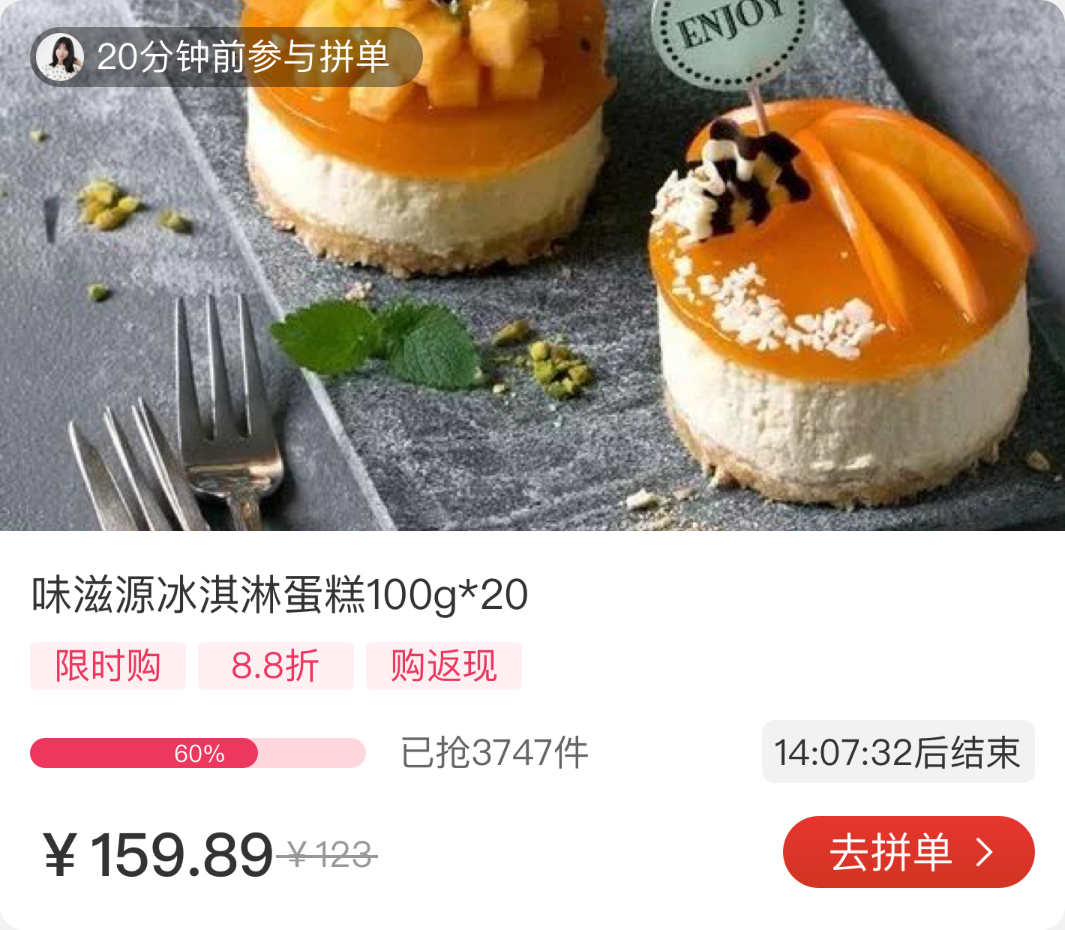 20分钟前参与拼单
ENJOY
味滋源冰淇淋蛋糕100g*20
限时购 8.8折 购返现
60% 已抢3747件 14:07:32后结束
¥159.89 ¥123 去拼单